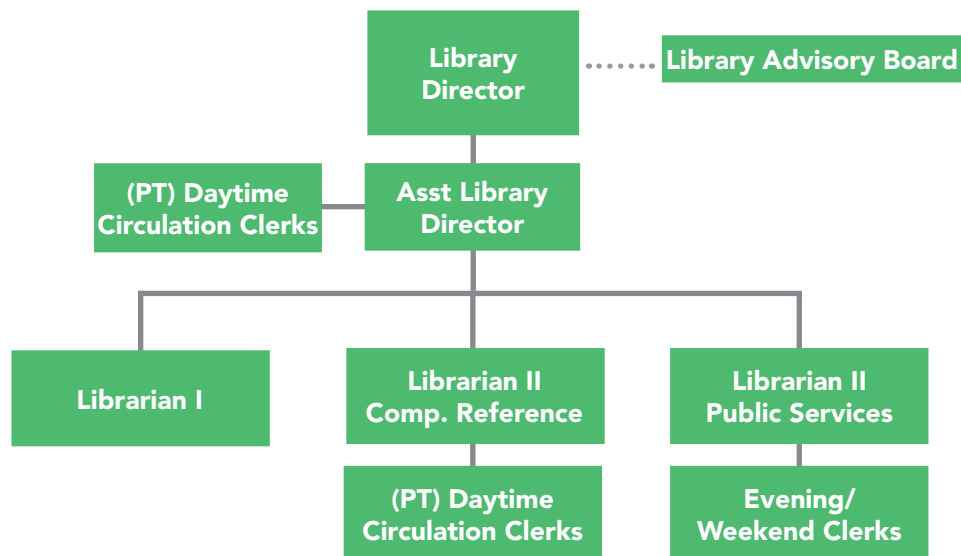 Library
Director
Library Advisory Board
(PT) Daytime
Circulation Clerks
Asst Library
Director
Librarian I
Librarian II
Comp. Reference
Librarian II
Public Services
(PT) Daytime
Circulation Clerks
Evening/
Weekend Clerks